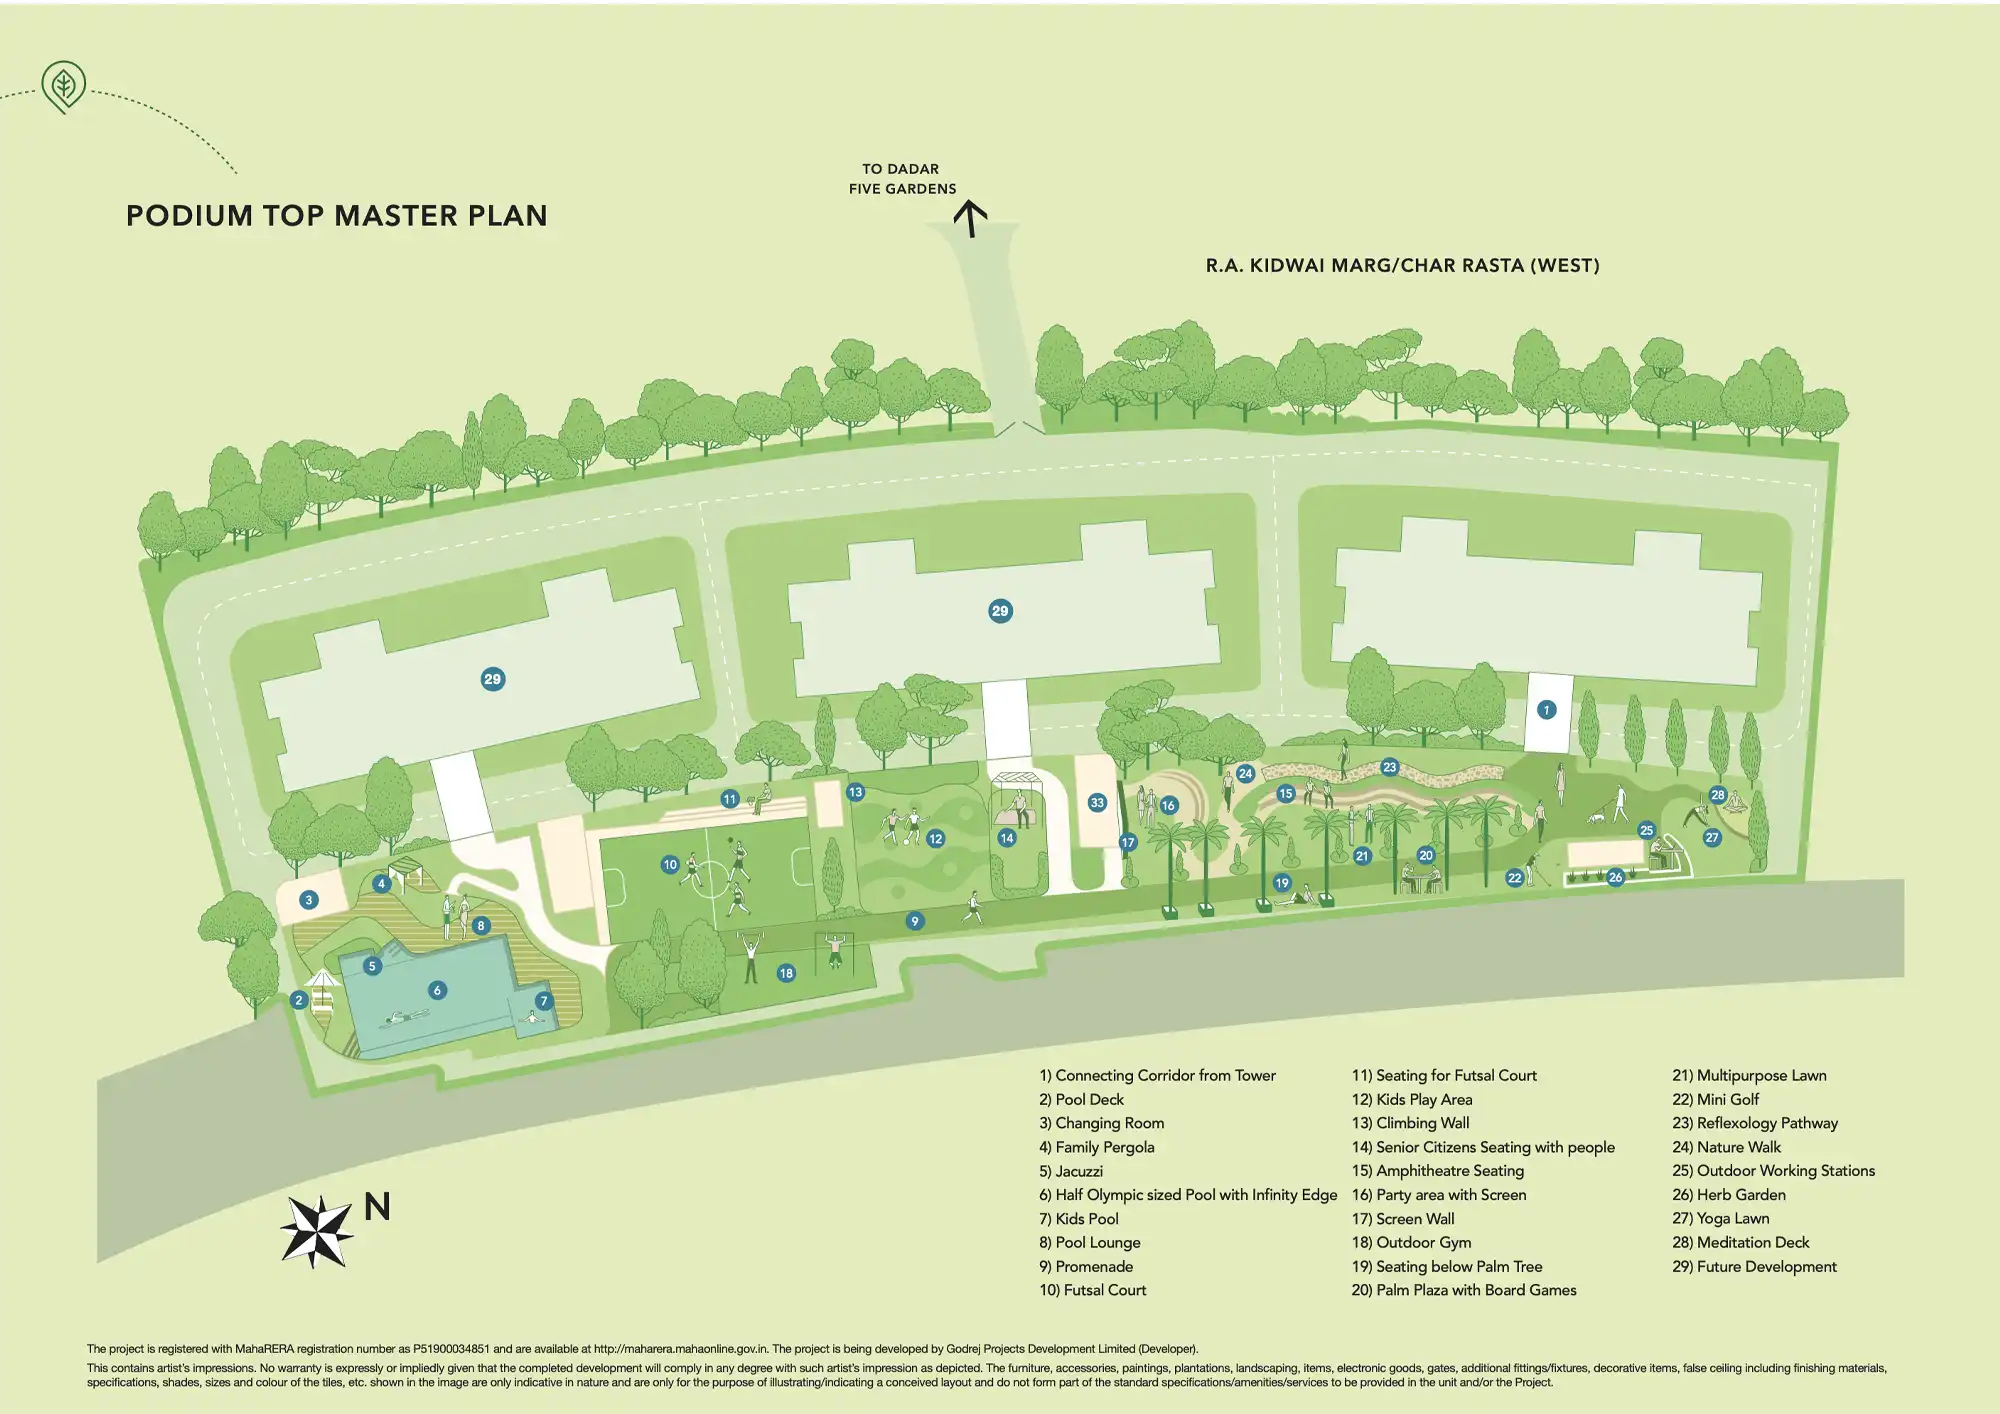 TO DADAR
FIVE GARDENS
PODIUM TOP MASTER PLAN
R.A. KIDWAI MARG/CHAR RASTA (WEST)
29
29
1
23
24
28
11
13
33
16
15
12
14
17
25
27
10
21
20
4
3
19
22
26
8
9
5
18
6
2
7
1) Connecting Corridor from Tower
2) Pool Deck
3) Changing Room
4) Family Pergola
5) Jacuzzi
6) Half Olympic sized Pool with Infinity Edge
7) Kids Pool
8) Pool Lounge
9) Promenade
10) Futsal Court
11) Seating for Futsal Court
12) Kids Play Area
13) Climbing Wall
14) Senior Citizens Seating with people
15) Amphitheatre Seating
16) Party area with Screen
17) Screen Wall
18) Outdoor Gym
19) Seating below Palm Tree
20) Palm Plaza with Board Games
21) Multipurpose Lawn
22) Mini Golf
23) Reflexology Pathway
24) Nature Walk
25) Outdoor Working Stations
26) Herb Garden
27) Yoga Lawn
28) Meditation Deck
29) Future Development
N
The project is registered with MahaRERA registration number as P51900034851 and are available at http://maharera.mahaonline.gov.in. The project is being developed by Godrej Projects Development Limited (Developer).
This contains artist's impressions. No warranty is expressly or impliedly given that the completed development will comply in any degree with such artist's impression as depicted. The furniture, accessories, paintings, plantations, landscaping, items, electronic goods, gates, additional fittings/fixtures, decorative items, false ceiling including finishing materials,
specifications, shades, sizes and colour of the tiles, etc. shown in the image are only indicative in nature and are only for the purpose of illustrating/indicating a conceived layout and do not form part of the standard specifications/amenities/services to be provided in the unit and/or the Project.